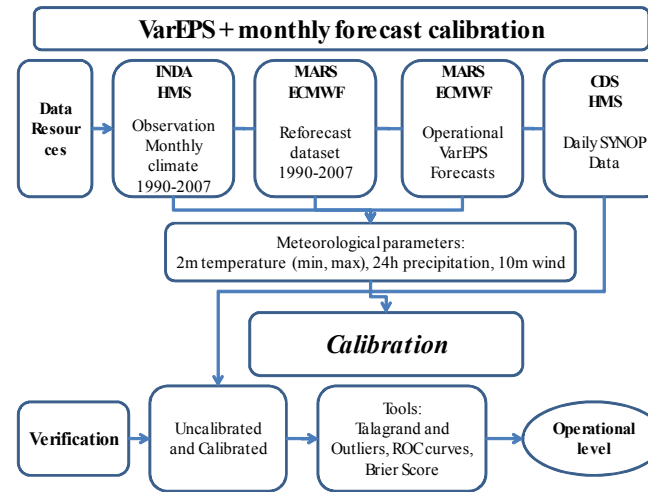 VarEPS + monthly forecast calibration
Data
Resour
ces
INDA
HMS
Observation
Monthly
climate
1990-2007
MARS
ECMWF
Reforecast
dataset
1990-2007
MARS
ECMWF
Operational
VarEPS
Forecasts
CDS
HMS
Daily SYNOP
Data
Meteorological parameters:
2m temperature (min, max), 24h precipitation, 10m wind
Calibration
Verification
Uncalibrated
and Calibrated
Tools:
Talagrand and
Outliers, ROC curves,
Brier Score
Operational
level